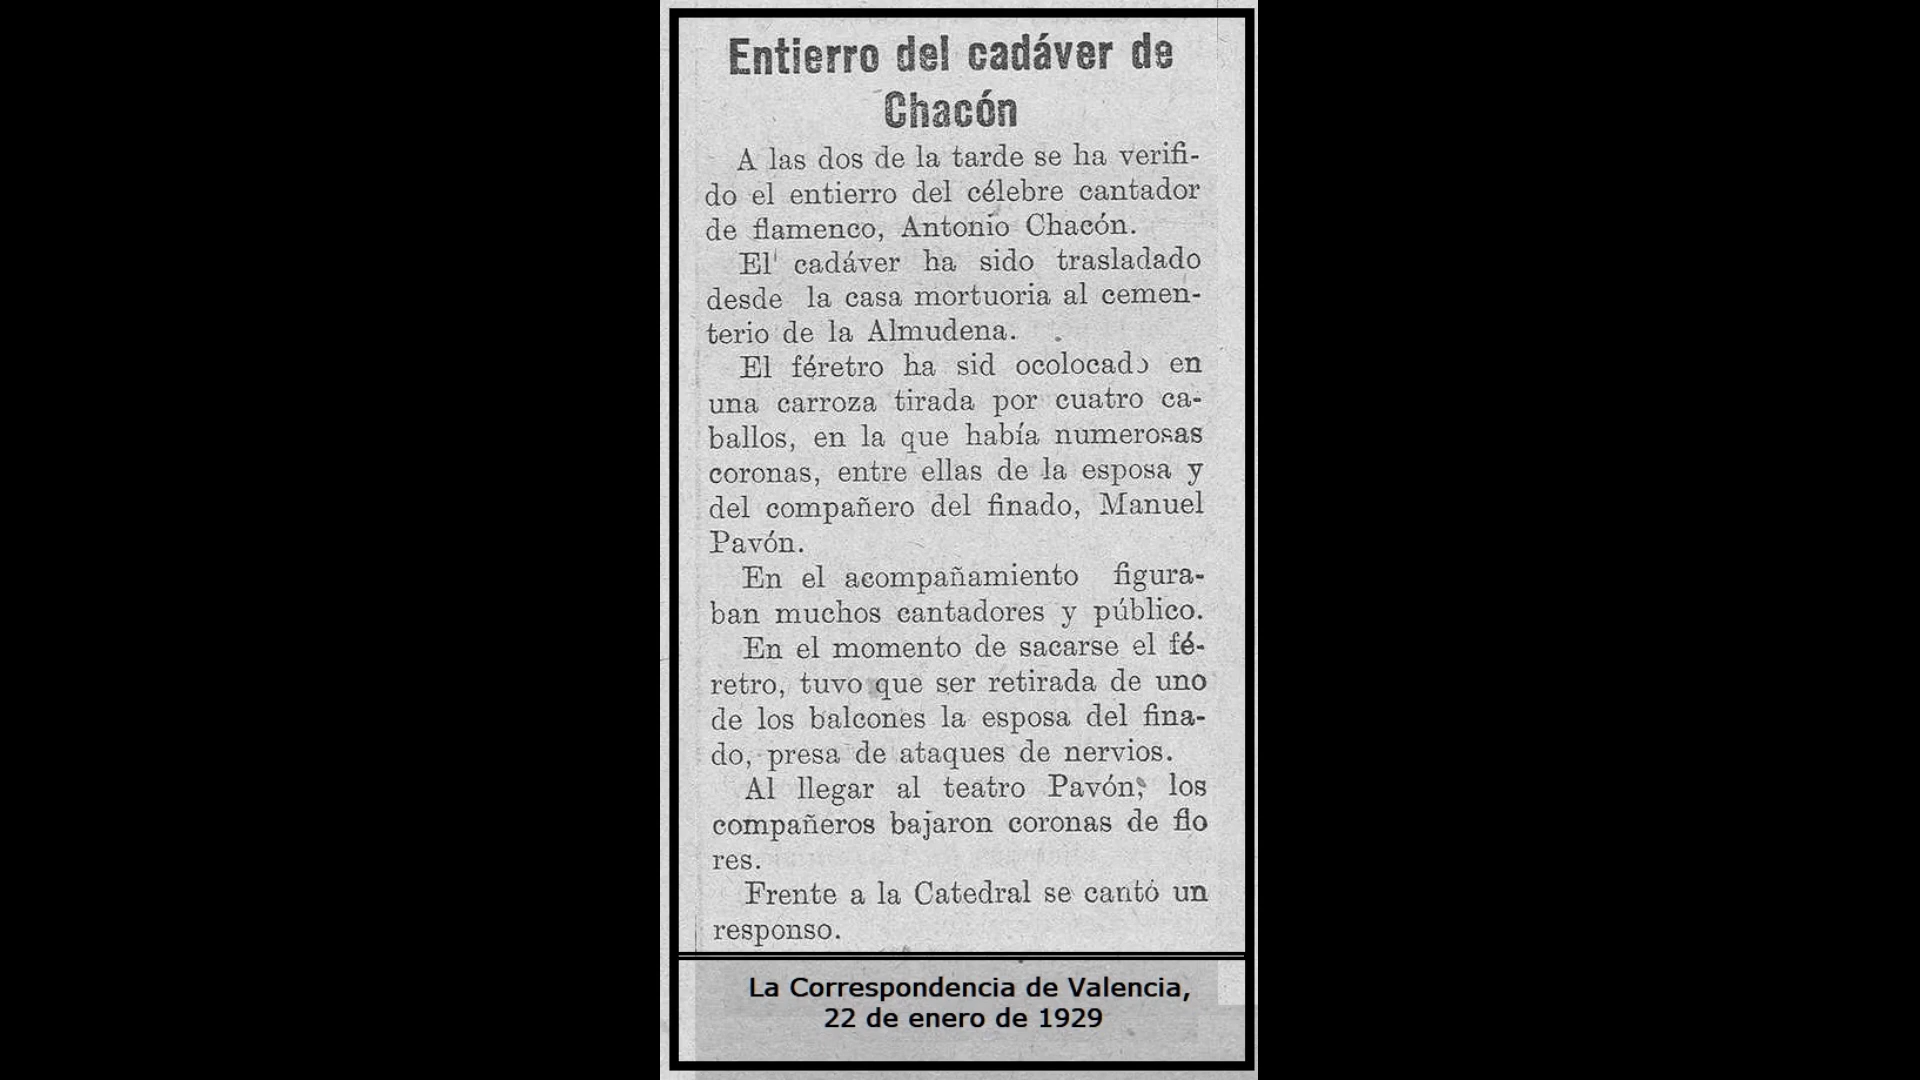 Entierro del cadáver de
Chacón
A las dos de la tarde se ha verifi-
do el entierro del célebre cantador
de flamenco, Antonio Chacón.
El cadáver ha sido trasladado
desde la casa mortuoria al cemen-
terio de la Almudena.
El féretro ha sid ocolocado en
una carroza tirada por cuatro ca-
ballos, en la que había numerosas
coronas, entre ellas de la esposa y
del compañero del finado, Manuel
Pavón.
En el acompañamiento figura-
ban muchos cantadores y público.
En el momento de sacarse el fé-
retro, tuvo que ser retirada de uno
de los balcones la esposa del fina-
do, presa de ataques de nervios.
Al llegar al teatro Pavón, los
compañeros bajaron coronas de flo
res.
Frente a la Catedral se cantó un
responso.
La Correspondencia de Valencia,
22 de enero de 1929